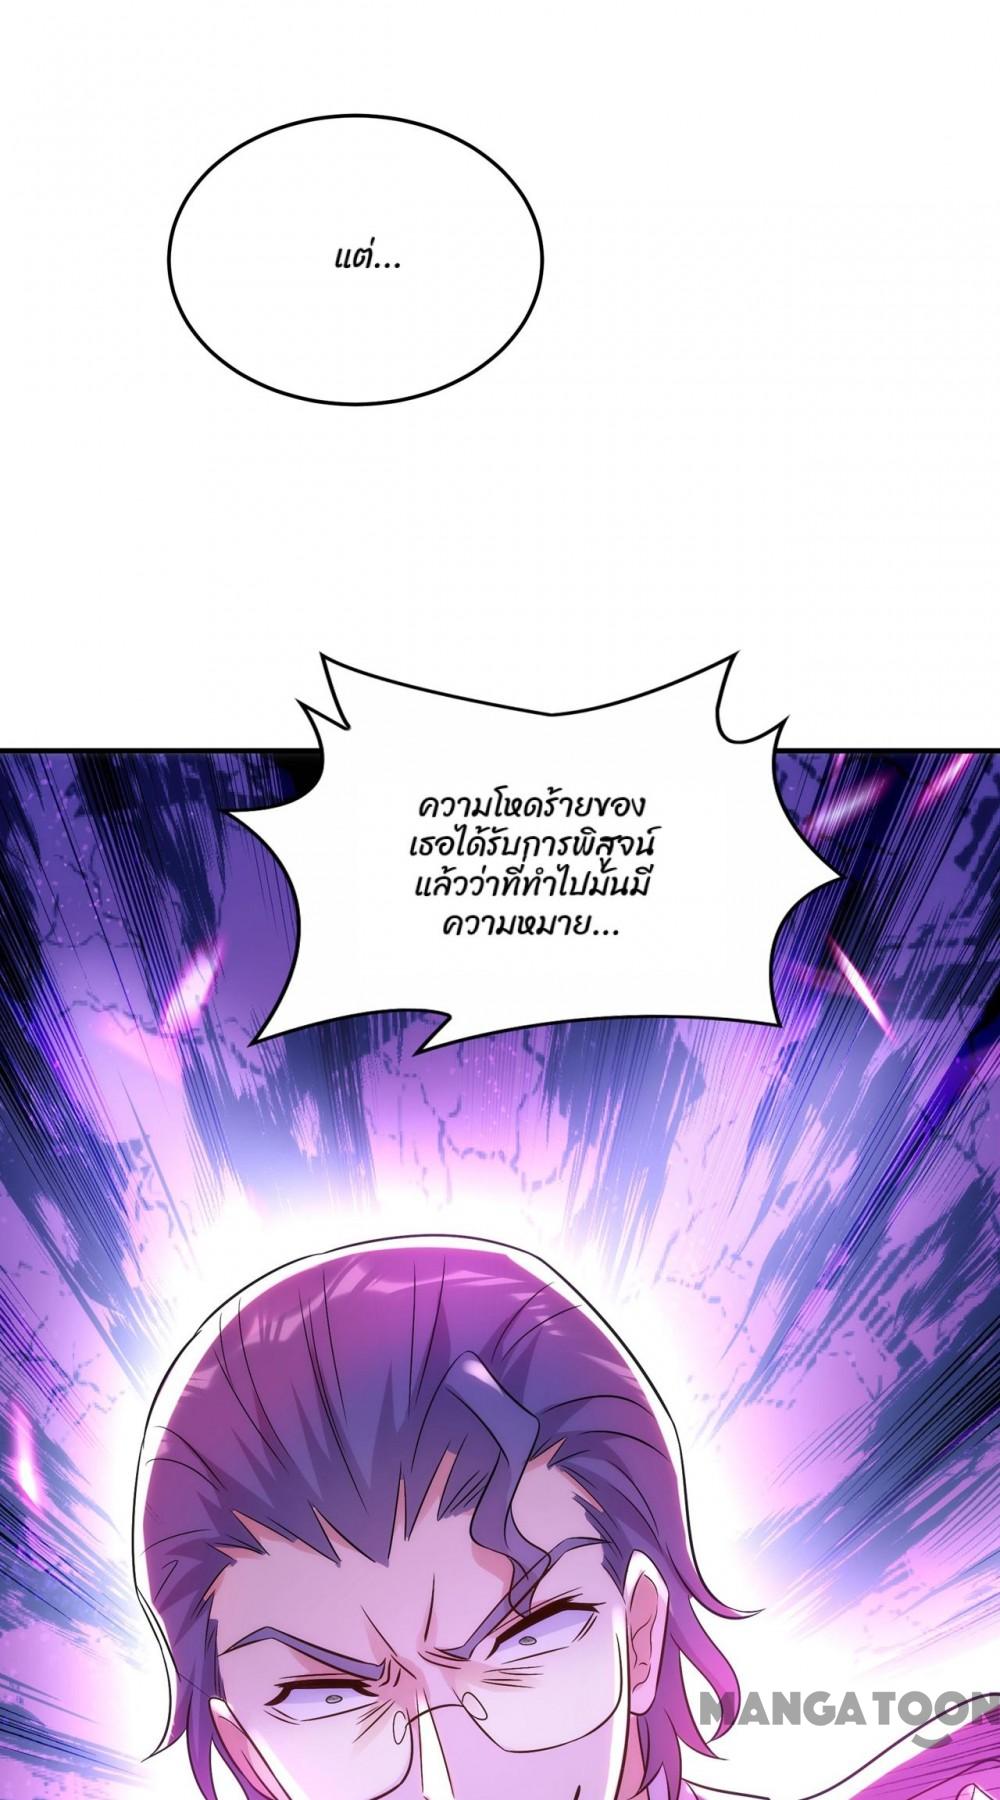 แต่...
ความโหดร้ายของ
เธอได้รับการพิสูจน์
แล้วว่าที่ทำไปมันมี
ความหมาย...
MANGATOON